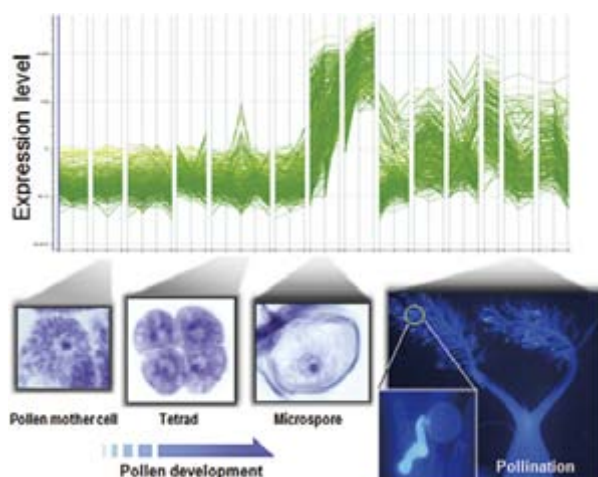 Expression level
Pollen mother cell
Tetrad
Microspore
Pollen development
Pollination